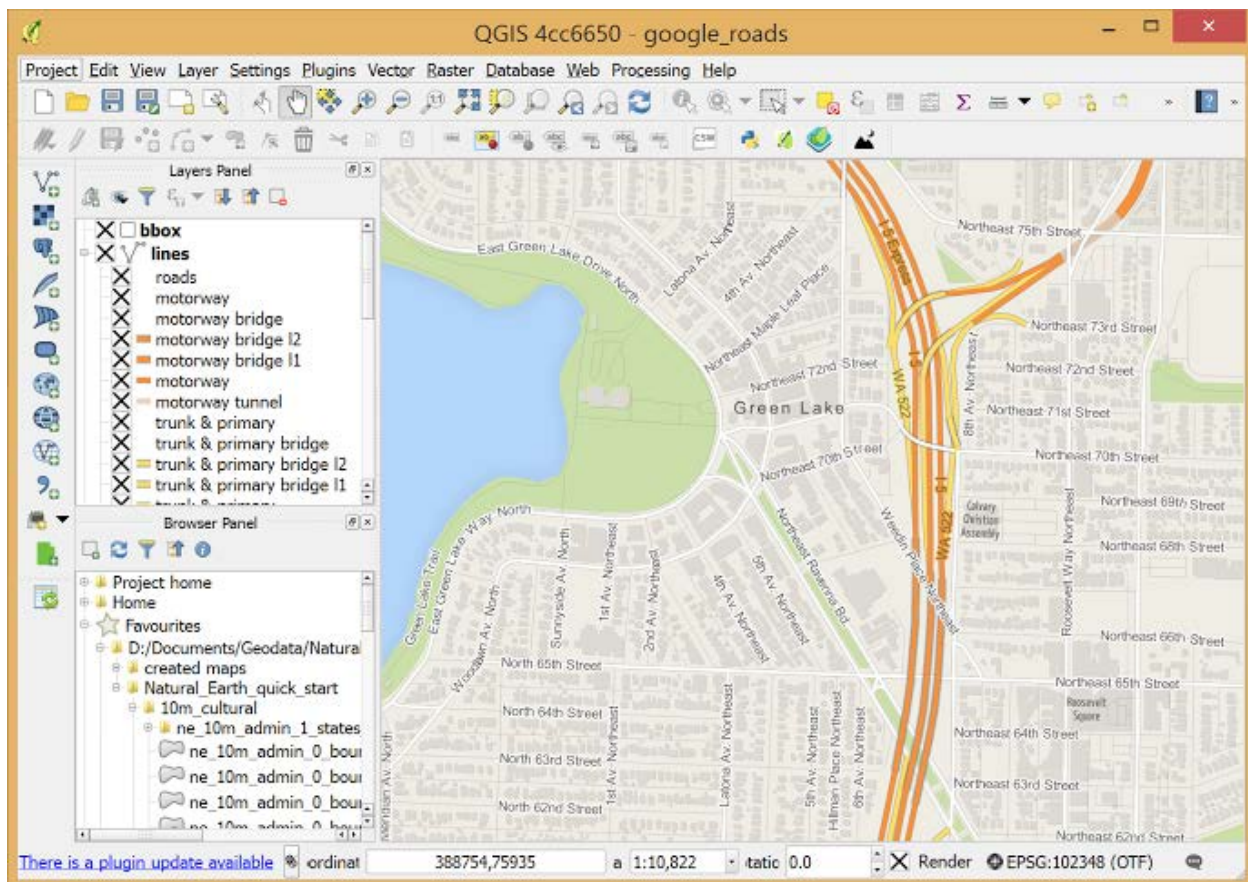 QGIS 4cc6650 - google_roads
Project Edit View Layer Settings Plugins Vector Raster Database Web Processing Help
CSW
Layers Panel
bbox
lines
roads
motorway
motorway bridge
motorway bridge l2
motorway bridge l1
motorway
motorway tunnel
trunk & primary
trunk & primary bridge
trunk & primary bridge l2
trunk & primary bridge l1
Browser Panel
Project home
Home
Favourites
D:/Documents/Geodata/Natural
created maps
Natural_Earth_quick_start
10m_cultural
ne_10m_admin_1_states
ne_10m_admin_0_bour
ne_10m_admin_0_bour
ne_10m_admin_0_bour
ne_10m_admin_0_bour
Northeast 75th Street
I-5 Express
East Green Lake Drive North
Latona Av. Northeast
4th Av. Northeast
Northeast Maple Leaf Place
Northeast 73rd Street
I-5
Northeast 72nd Street
Northeast 72nd Street
WA 522
8th Av. Northeast
Green Lake
Northeast 71st Street
Northeast 70th Street
Northeast 70th Street
I-5
Northeast 69th Street
East Green Lake Way North
Calvary
Christian
Assembly
WA 522
Northeast 68th Street
Green Lake Trail
Sunnyside Av. North
1st Av. Northeast
2nd Av. Northeast
4th Av. Northeast
5th Av. Northeast
Northeast Ravenna Bd.
Weedin Place Northeast
Roosevelt Way Northeast
Woodlawn Av. North
Northeast 66th Street
North 65th Street
Northeast 65th Street
North 64th Street
Roosevelt
Square
Northeast 64th Street
Meridian Av. North
1st Av. Northeast
Latona Av. Northeast
5th Av. Northeast
Hillman Place Northeast
6th Av. Northeast
North 63rd Street
Northeast 63rd Street
North 62nd Street
Northeast 62nd Street
There is a plugin update available
ordinat
388754,75935
a 1:10,822
tatic 0.0
Render
EPSG:102348 (OTF)